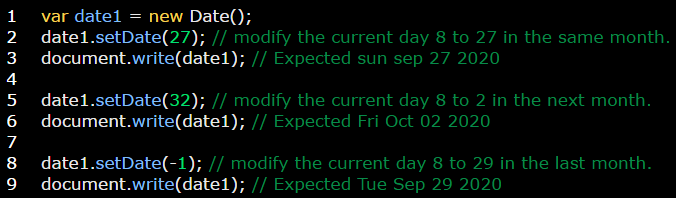 1 var date1 = new Date();
2 date1.setDate(27); // modify the current day 8 to 27 in the same month.
3 document.write(date1); // Expected sun sep 27 2020
4
5 date1.setDate(32); // modify the current day 8 to 2 in the next month.
6 document.write(date1); // Expected Fri Oct 02 2020
7
8 date1.setDate(-1); // modify the current day 8 to 29 in the last month.
9 document.write(date1); // Expected Tue Sep 29 2020